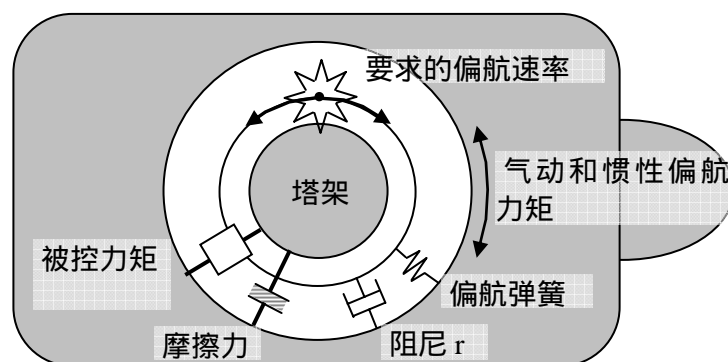 要求的偏航速率
气动和惯性偏航
力矩
塔架
被控力矩
偏航弹簧
摩擦力
阻尼 r